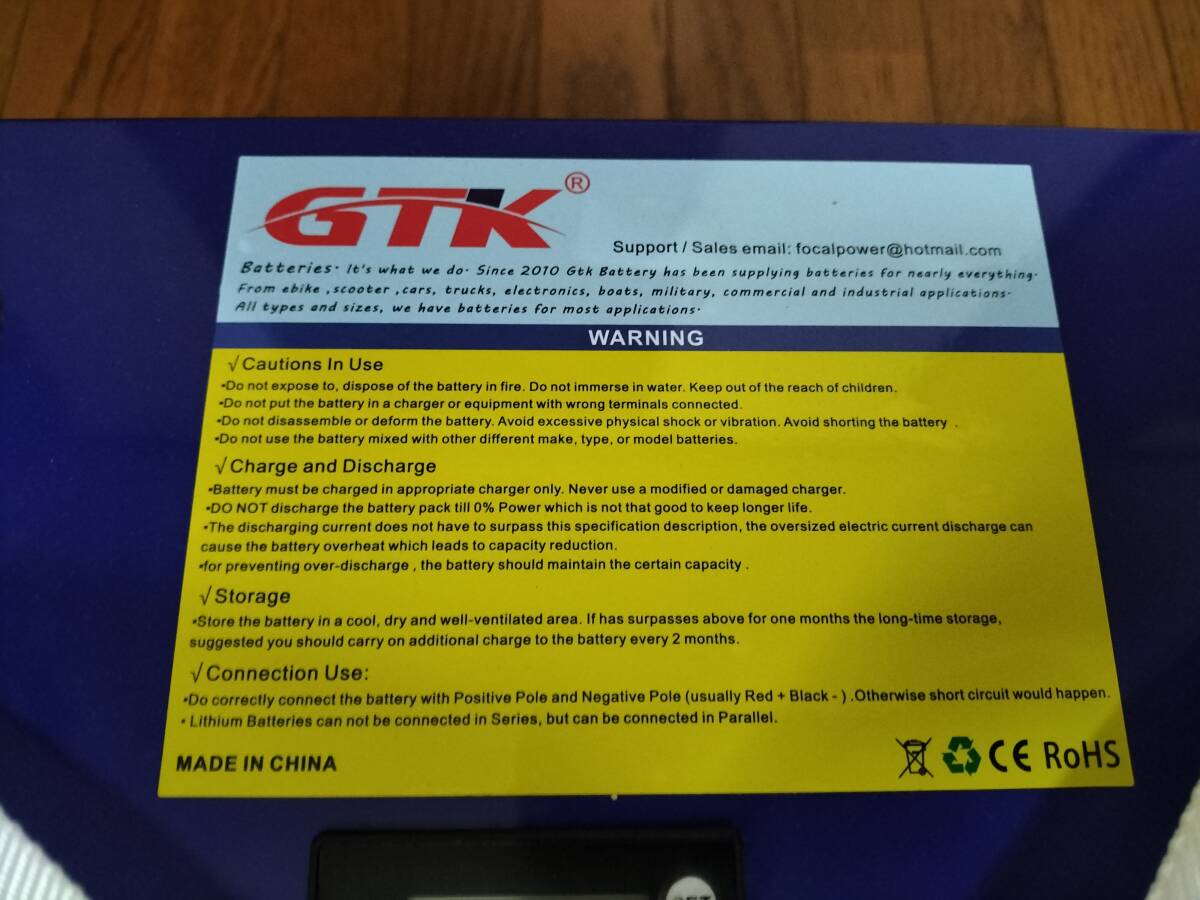 GTK®
Support / Sales email: focalpower@hotmail.com
Batteries· It's what we do· Since 2010 Gtk Battery has been supplying batteries for nearly everything·
From ebike ,scooter ,cars, trucks, electronics, boats, military, commercial and industrial applications·
All types and sizes, we have batteries for most applications·
WARNING
√Cautions In Use
•Do not expose to, dispose of the battery in fire. Do not immerse in water. Keep out of the reach of children.
•Do not put the battery in a charger or equipment with wrong terminals connected.
•Do not disassemble or deform the battery. Avoid excessive physical shock or vibration. Avoid shorting the battery .
•Do not use the battery mixed with other different make, type, or model batteries.
√Charge and Discharge
•Battery must be charged in appropriate charger only. Never use a modified or damaged charger.
•DO NOT discharge the battery pack till 0% Power which is not that good to keep longer life.
•The discharging current does not have to surpass this specification description, the oversized electric current discharge can
cause the battery overheat which leads to capacity reduction.
•for preventing over-discharge , the battery should maintain the certain capacity .
√Storage
•Store the battery in a cool, dry and well-ventilated area. If has surpasses above for one months the long-time storage,
suggested you should carry on additional charge to the battery every 2 months.
√Connection Use:
•Do correctly connect the battery with Positive Pole and Negative Pole (usually Red + Black - ) .Otherwise short circuit would happen.
• Lithium Batteries can not be connected in Series, but can be connected in Parallel.
MADE IN CHINA
CE RoHS